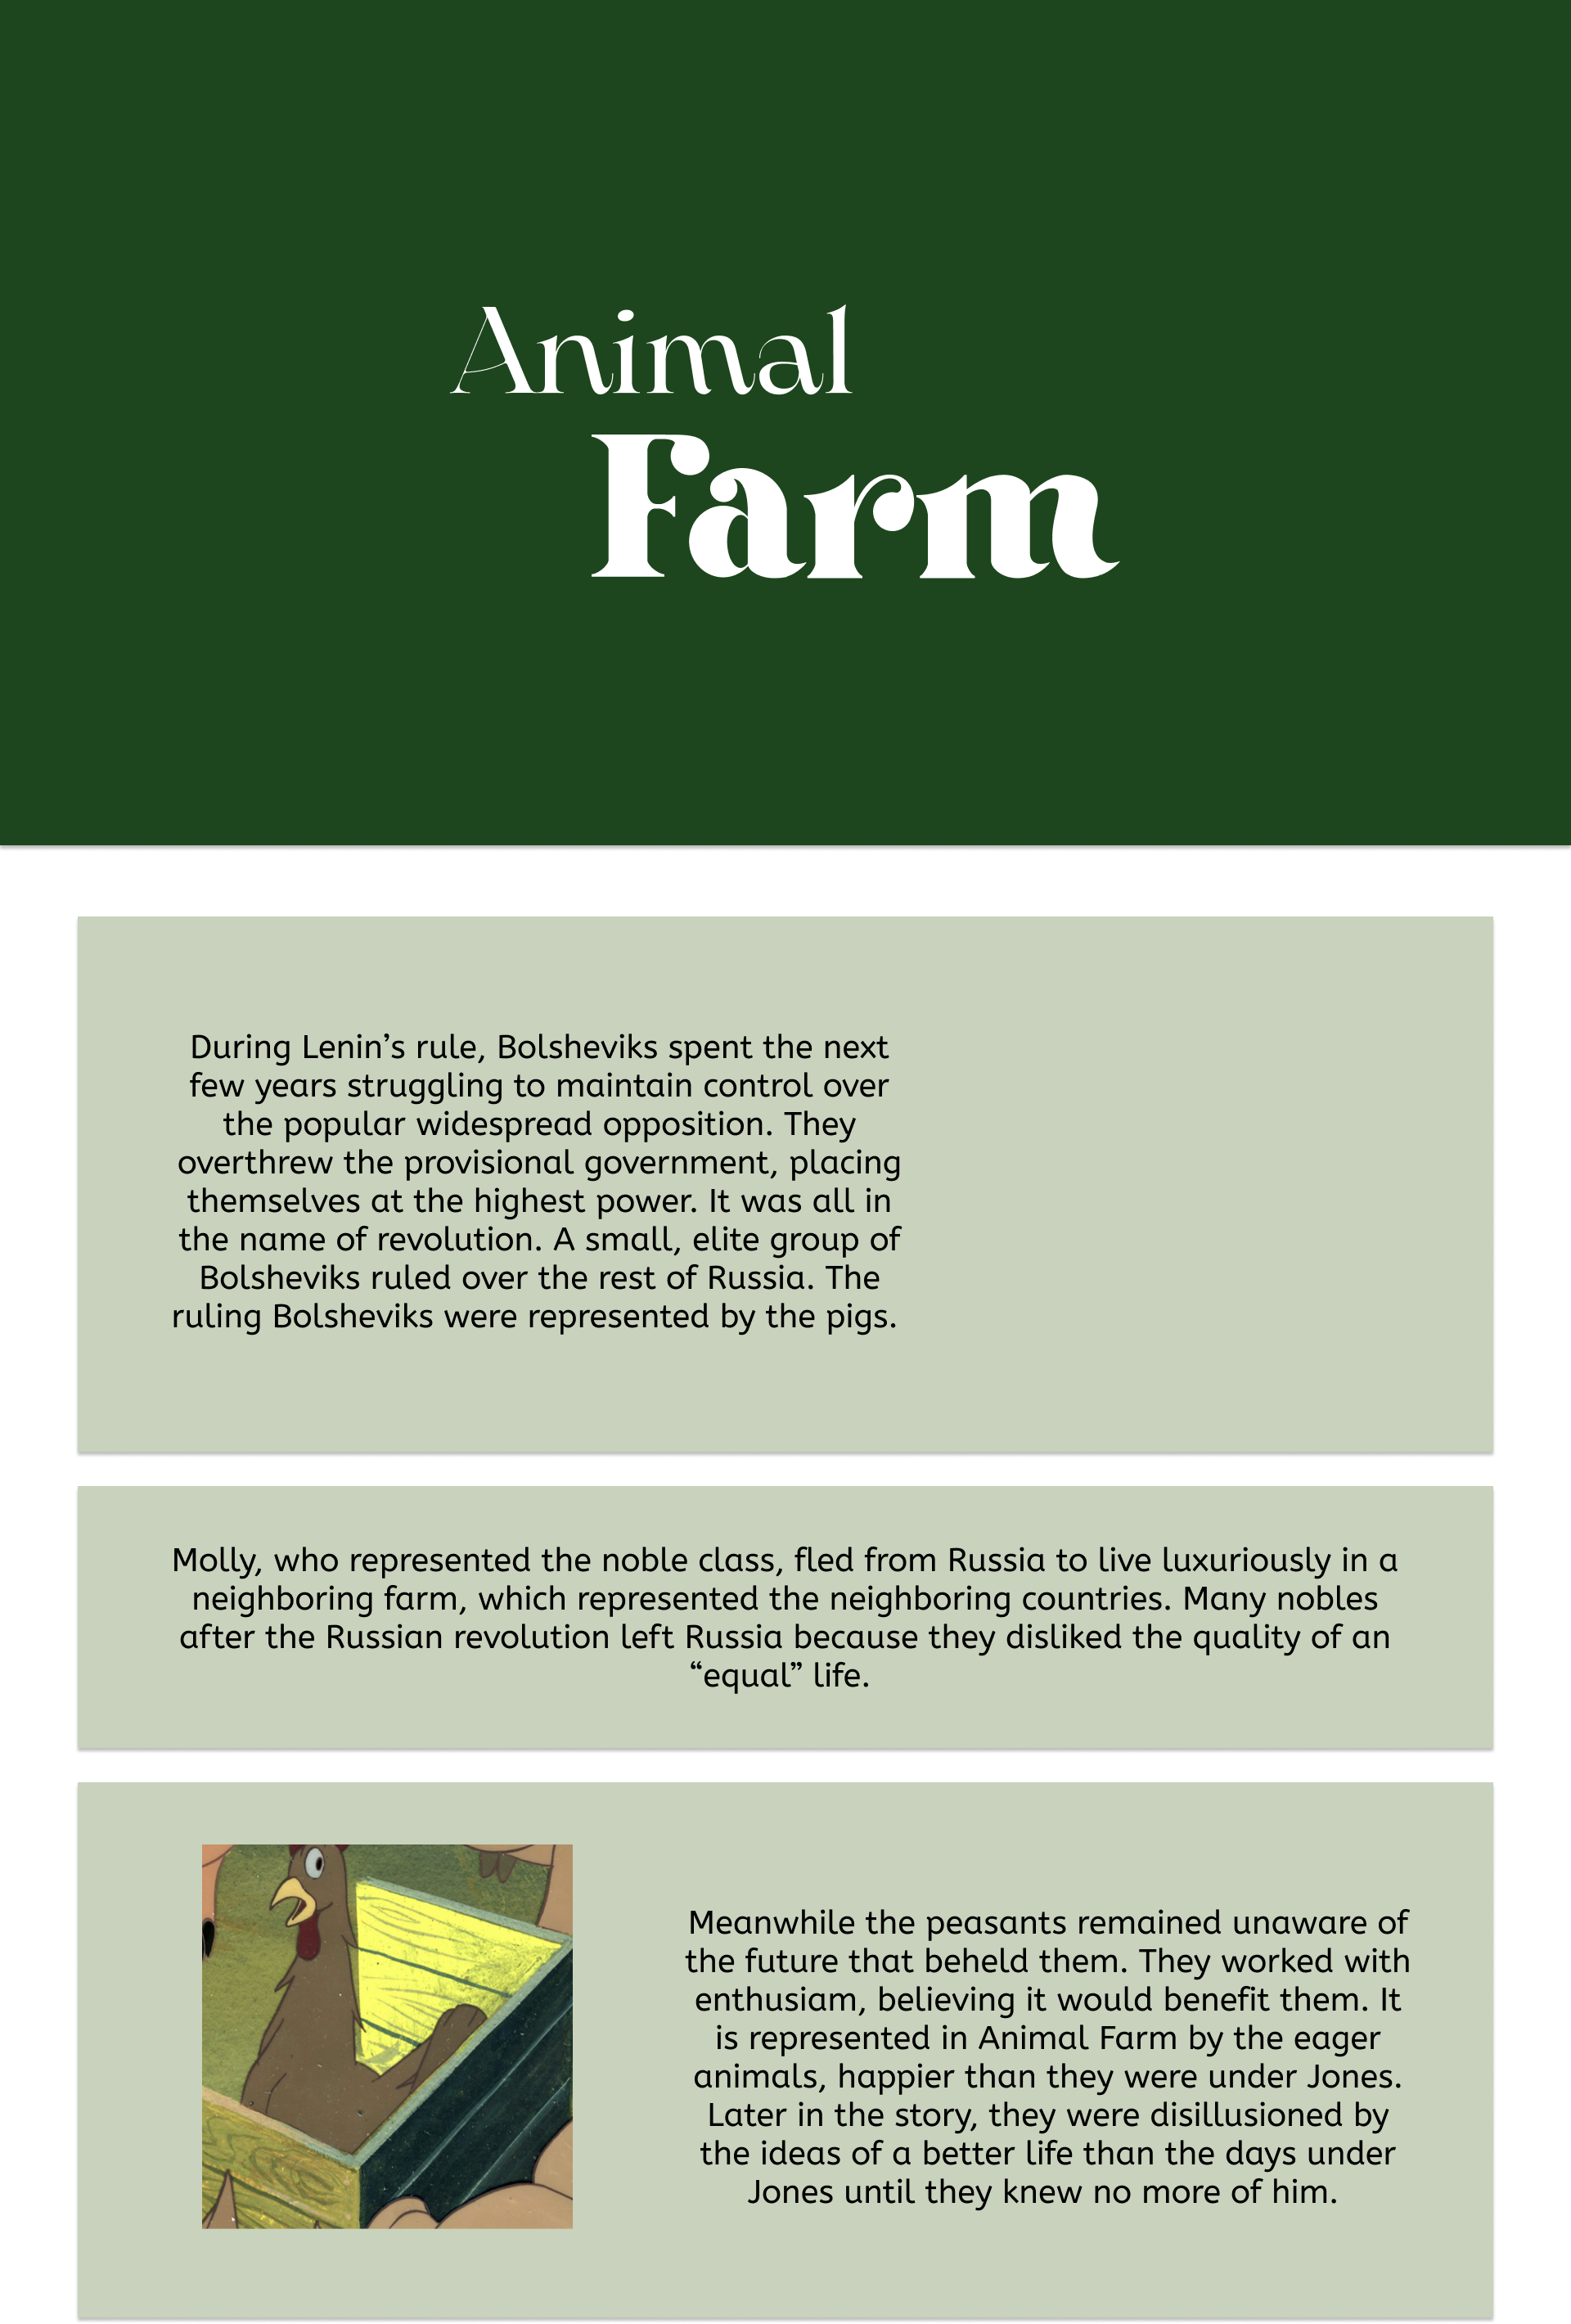 Animal
Farm
During Lenin’s rule, Bolsheviks spent the next
few years struggling to maintain control over
the popular widespread opposition. They
overthrew the provisional government, placing
themselves at the highest power. It was all in
the name of revolution. A small, elite group of
Bolsheviks ruled over the rest of Russia. The
ruling Bolsheviks were represented by the pigs.
Molly, who represented the noble class, fled from Russia to live luxuriously in a
neighboring farm, which represented the neighboring countries. Many nobles
after the Russian revolution left Russia because they disliked the quality of an
“equal” life.
Meanwhile the peasants remained unaware of
the future that beheld them. They worked with
enthusiam, believing it would benefit them. It
is represented in Animal Farm by the eager
animals, happier than they were under Jones.
Later in the story, they were disillusioned by
the ideas of a better life than the days under
Jones until they knew no more of him.